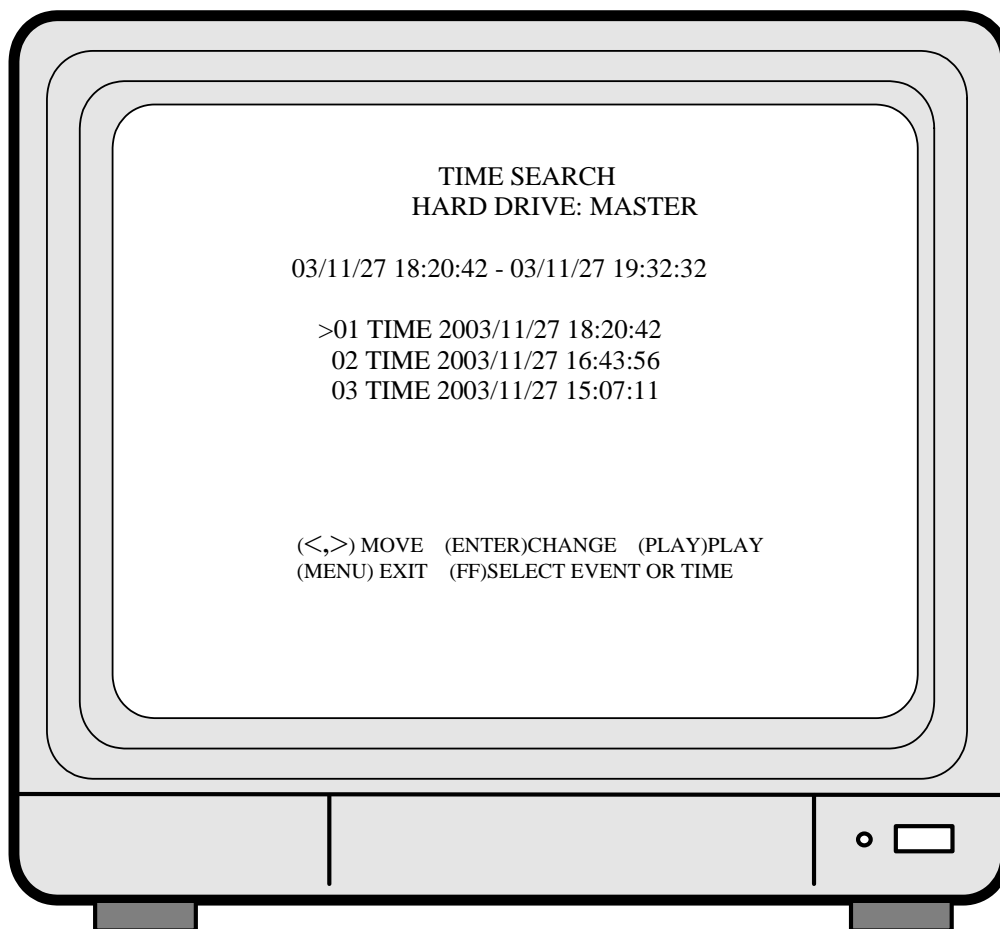 TIME SEARCH
HARD DRIVE: MASTER
03/11/27 18:20:42 - 03/11/27 19:32:32
>01 TIME 2003/11/27 18:20:42
02 TIME 2003/11/27 16:43:56
03 TIME 2003/11/27 15:07:11
(<,>) MOVE (ENTER)CHANGE (PLAY)PLAY
(MENU) EXIT (FF)SELECT EVENT OR TIME